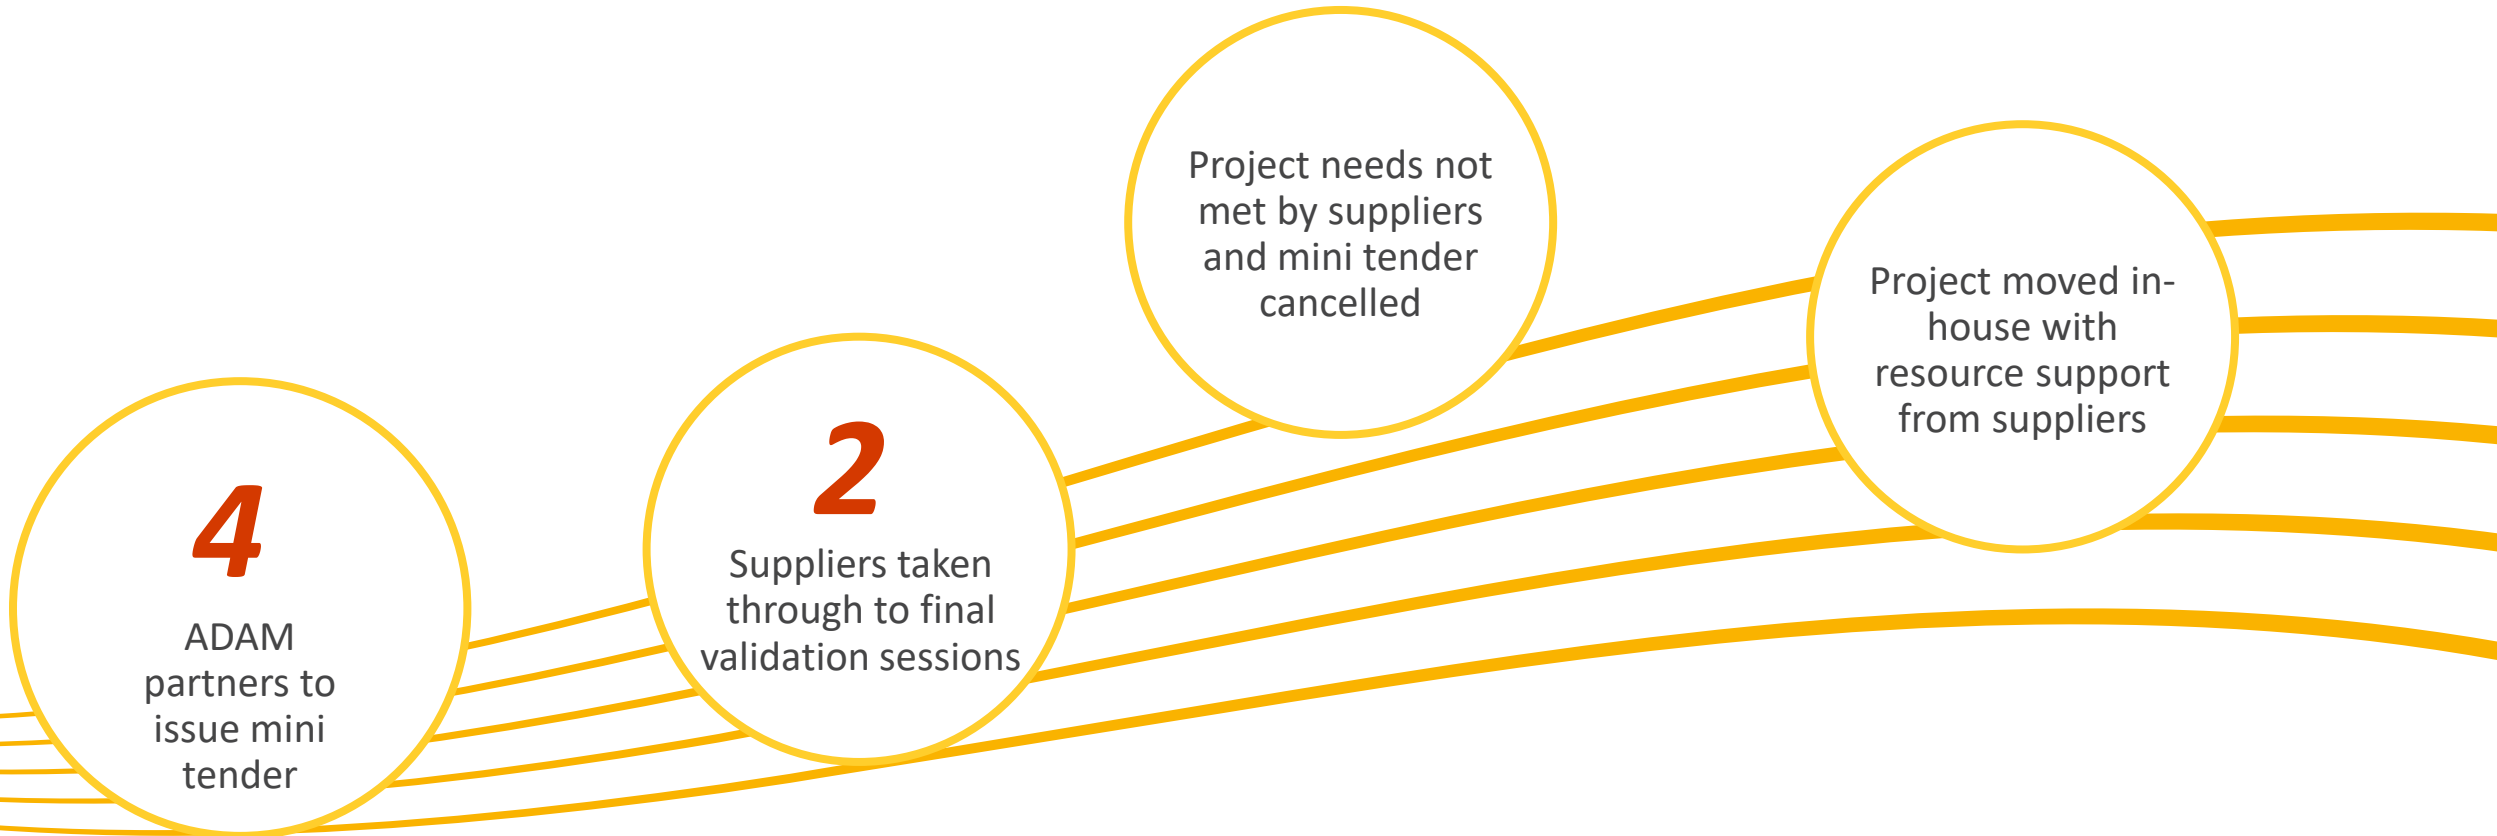 4
ADAM
partners to
issue mini
tender
2
Suppliers taken
through to final
validation sessions
Project needs not
met by suppliers
and mini tender
cancelled
Project moved in-
house with
resource support
from suppliers